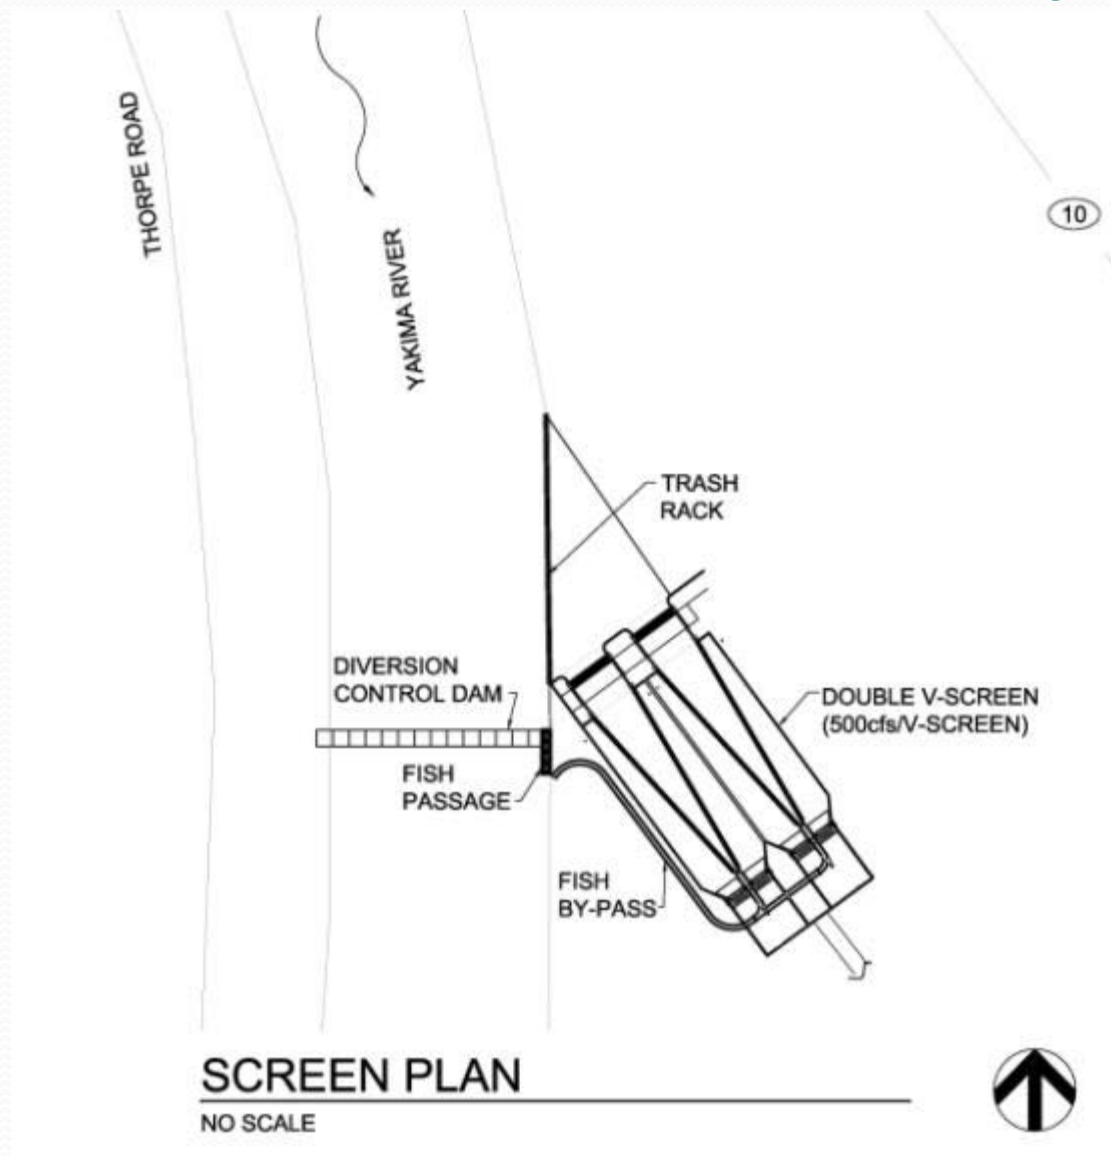 THORPE ROAD
YAKIMA RIVER
10
TRASH
RACK
DIVERSION
CONTROL DAM
DOUBLE V-SCREEN
(500cfs/V-SCREEN)
FISH
PASSAGE
FISH
BY-PASS
SCREEN PLAN
NO SCALE